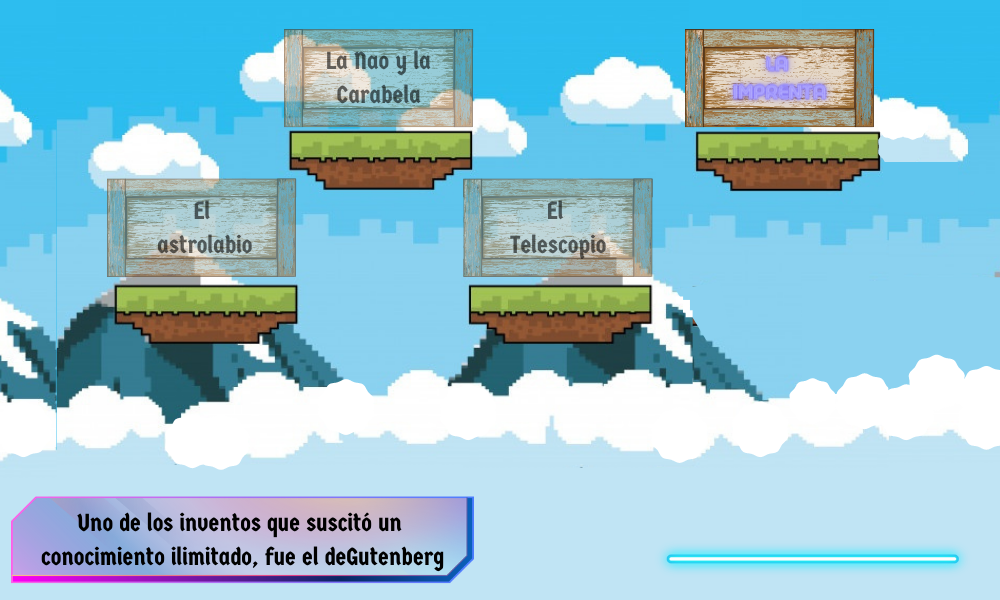 La Nao y la
Carabela
LA
IMPRENTA
El
astrolabio
El
Telescopio
Uno de los inventos que suscitó un
conocimiento ilimitado, fue el deGutenberg